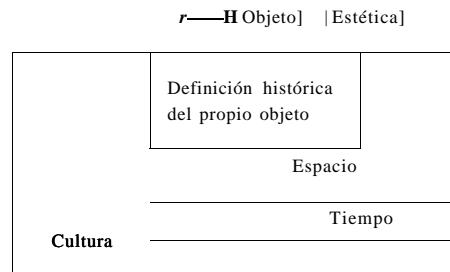 r——H Objeto] |Estética]
Definición histórica
del propio objeto
Espacio
Tiempo
Cultura